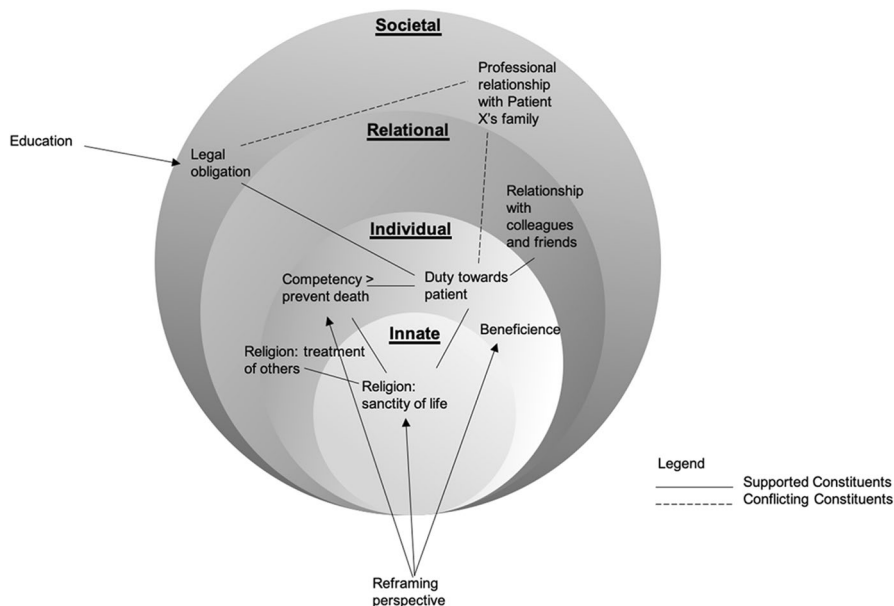 Societal
Professional
relationship
with Patient
X's family
Education
Relational
Legal
obligation
Relationship
with
colleagues
and friends
Individual
Competency >
prevent death
Duty towards
patient
Innate
Beneficience
Religion: treatment
of others
Religion:
sanctity of life
Legend
Supported Constituents
Conflicting Constituents
Reframing
perspective